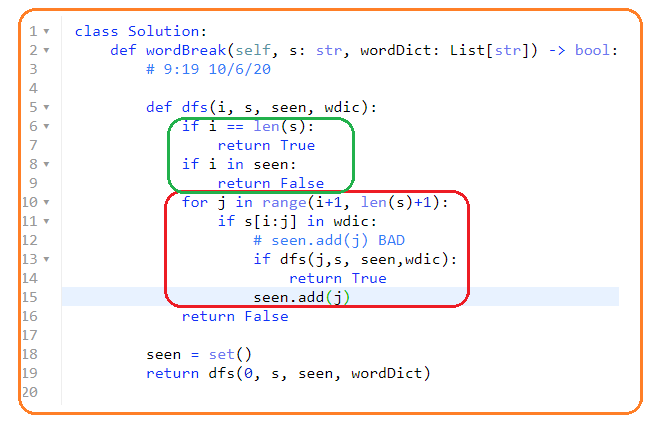 1 class Solution:
2     def wordBreak(self, s: str, wordDict: List[str]) -> bool:
3         # 9:19 10/6/20
4
5         def dfs(i, s, seen, wdic):
6             if i == len(s):
7                 return True
8             if i in seen:
9                 return False
10             for j in range(i+1, len(s)+1):
11                 if s[i:j] in wdic:
12                     # seen.add(j) BAD
13                     if dfs(j,s, seen,wdic):
14                         return True
15                     seen.add(j)
16             return False
17
18         seen = set()
19         return dfs(0, s, seen, wordDict)
20